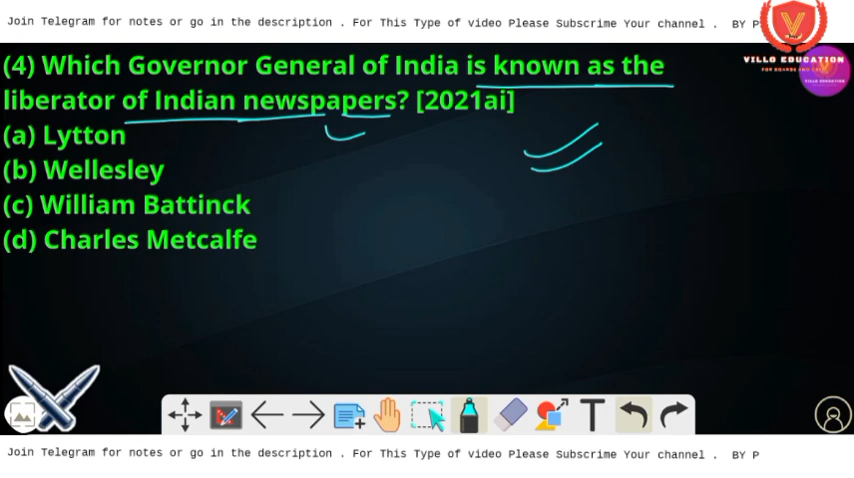 Join Telegram for notes or go in the description . For This Type of video Please Subscrime Your channel . BY P
VILLO EDUCATION
(4) Which Governor General of India is known as the
liberator of Indian newspapers? [2021ai]
(a) Lytton
(b) Wellesley
(c) William Battinck
(d) Charles Metcalfe
T
Join Telegram for notes or go in the description . For This Type of video Please Subscrime Your channel . BY P